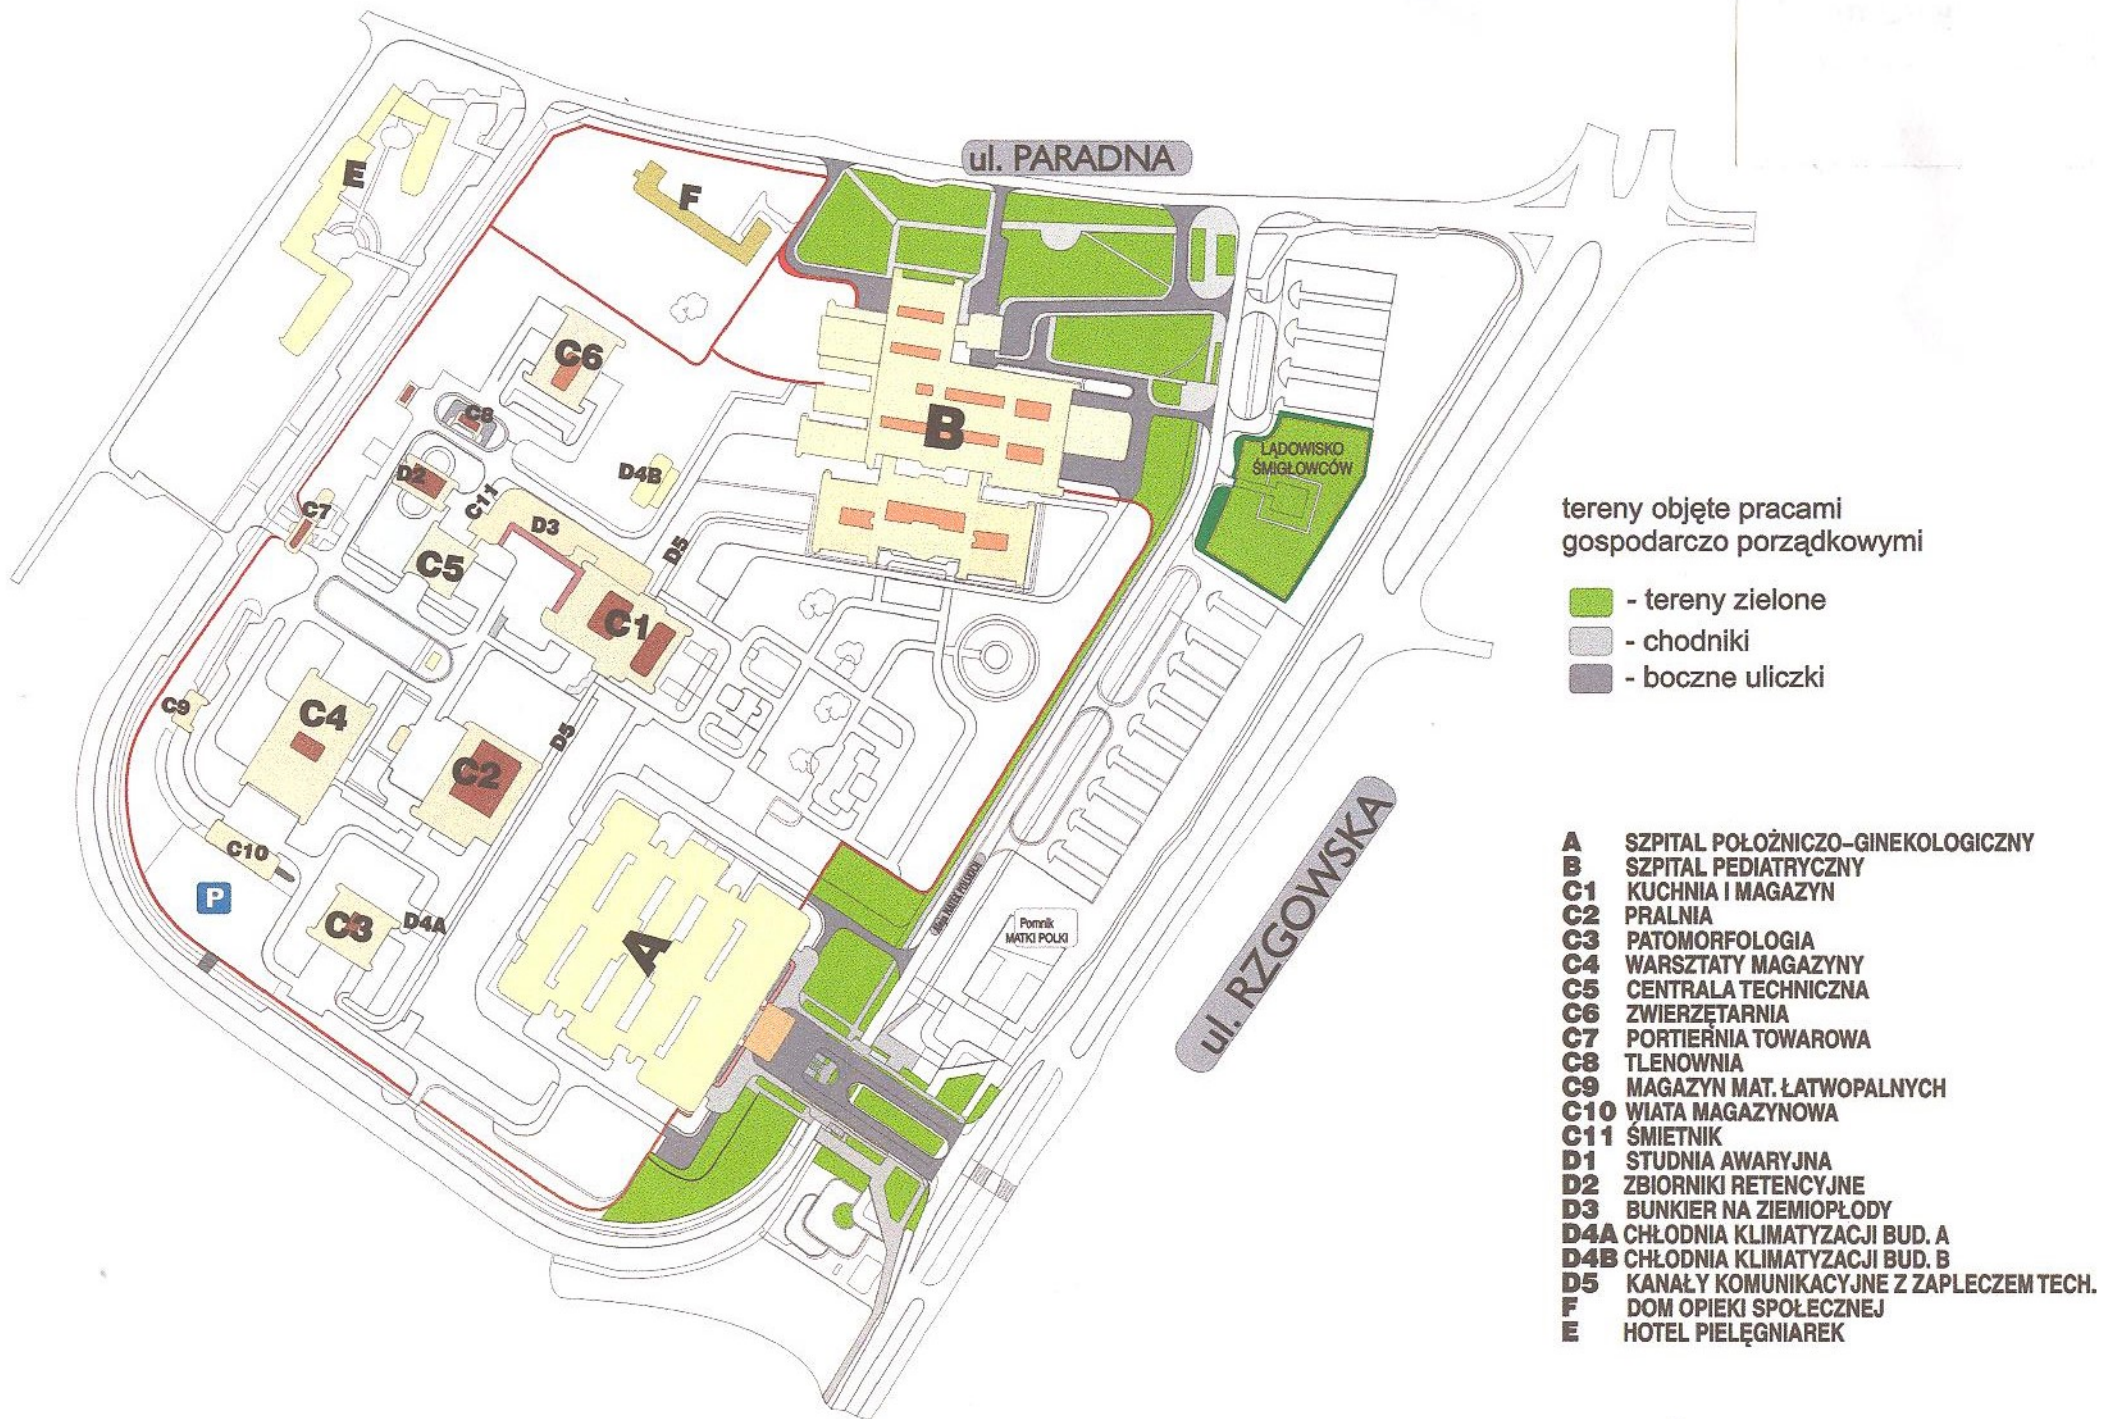 ul. PARADNA
E
F
C6
C8
B
D2
D4B
C11
C7
D3
D5
C5
LĄDOWISKO
ŚMIGŁOWCÓW
C1
C9
C4
D5
C2
C10
P
C3
D4A
A
Aleja MATEK POLSKICH
Pomnik
MATKI POLKI
ul. RZGOWSKA
tereny objęte pracami
gospodarczo porządkowymi
- tereny zielone
- chodniki
- boczne uliczki
A SZPITAL POŁOŻNICZO-GINEKOLOGICZNY
B SZPITAL PEDIATRYCZNY
C1 KUCHNIA I MAGAZYN
C2 PRALNIA
C3 PATOMORFOLOGIA
C4 WARSZTATY MAGAZYNY
C5 CENTRALA TECHNICZNA
C6 ZWIERZĘTARNIA
C7 PORTIERNIA TOWAROWA
C8 TLENOWNIA
C9 MAGAZYN MAT. ŁATWOPALNYCH
C10 WIATA MAGAZYNOWA
C11 ŚMIETNIK
D1 STUDNIA AWARYJNA
D2 ZBIORNIKI RETENCYJNE
D3 BUNKIER NA ZIEMIOPŁODY
D4A CHŁODNIA KLIMATYZACJI BUD. A
D4B CHŁODNIA KLIMATYZACJI BUD. B
D5 KANAŁY KOMUNIKACYJNE Z ZAPLECZEM TECH.
F DOM OPIEKI SPOŁECZNEJ
E HOTEL PIELĘGNIAREK